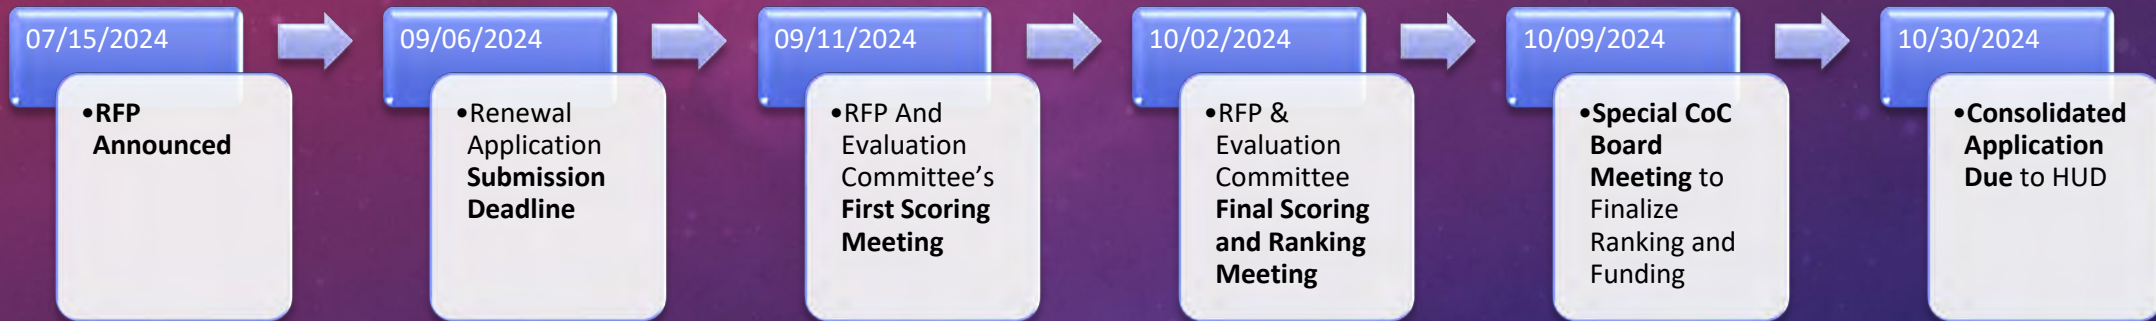 07/15/2024
•RFP
Announced
09/06/2024
•Renewal
Application
Submission
Deadline
09/11/2024
•RFP And
Evaluation
Committee’s
First Scoring
Meeting
10/02/2024
•RFP &
Evaluation
Committee
Final Scoring
and Ranking
Meeting
10/09/2024
•Special CoC
Board
Meeting to
Finalize
Ranking and
Funding
10/30/2024
•Consolidated
Application
Due to HUD